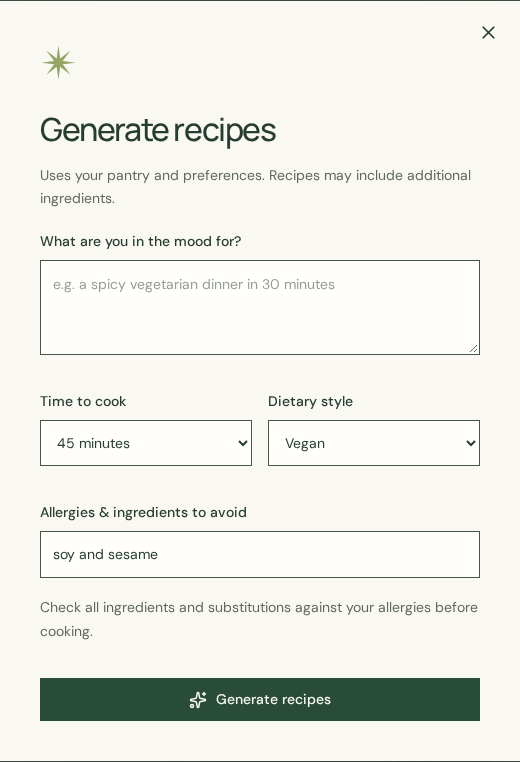 Generate recipes
Uses your pantry and preferences. Recipes may include additional
ingredients.
What are you in the mood for?
e.g. a spicy vegetarian dinner in 30 minutes
Time to cook
Dietary style
45 minutes
Vegan
Allergies & ingredients to avoid
soy and sesame
Check all ingredients and substitutions against your allergies before
cooking.
Generate recipes